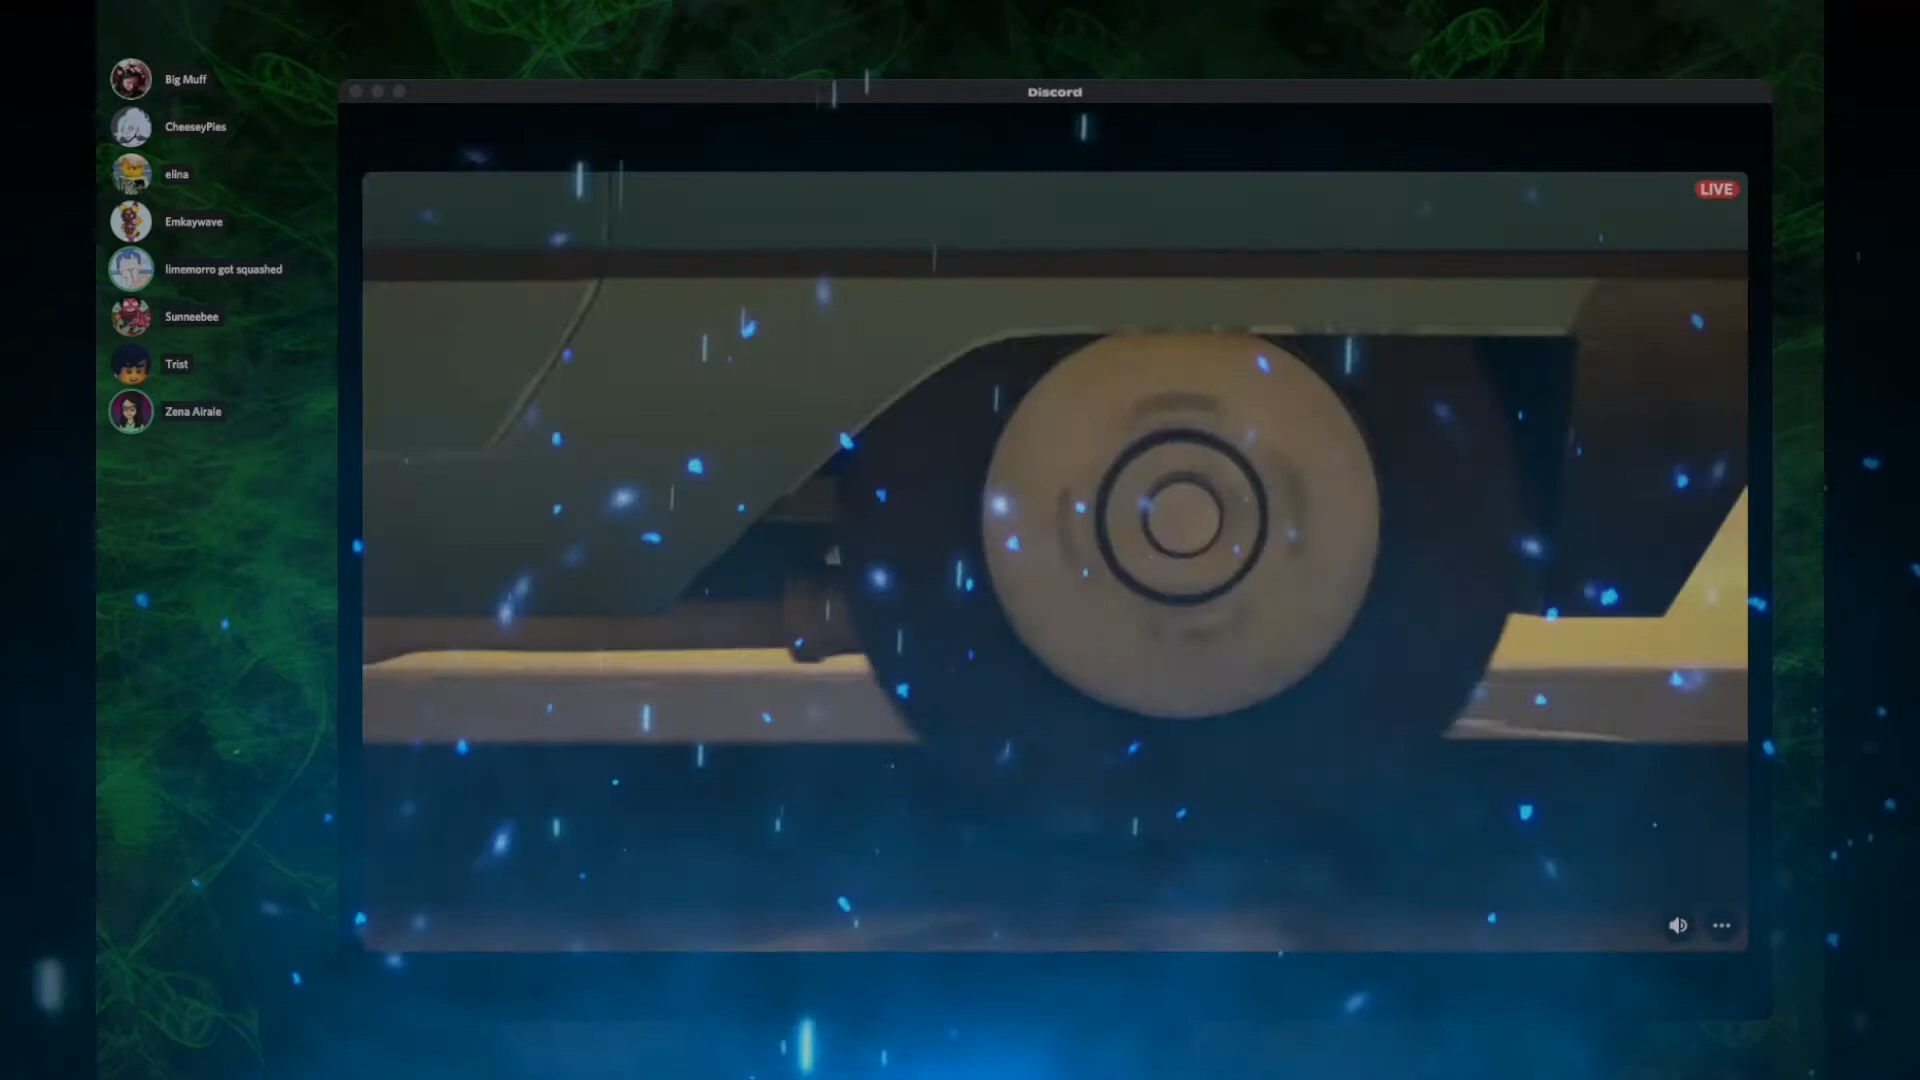 Big Muff
CheeseyPies
elina
Emkaywave
limemorro got squashed
Sunneebee
Trist
Zena Airale
Discord
LIVE